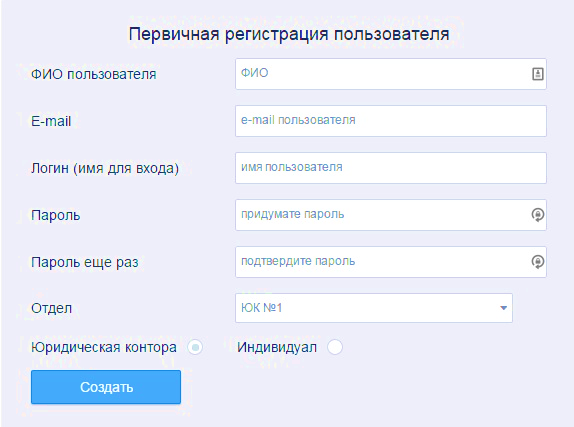 Первичная регистрация пользователя
ФИО пользователя ФИО
E-mail e-mail пользователя
Логин (имя для входа) имя пользователя
Пароль придумате пароль
Пароль еще раз подтвердите пароль
Отдел ЮК №1
Юридическая контора Индивидуал
Создать